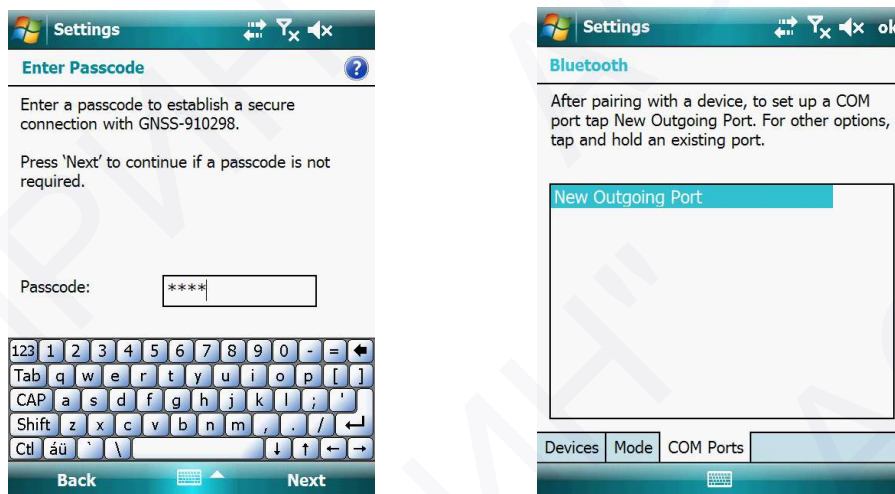 Settings
Enter Passcode
Enter a passcode to establish a secure
connection with GNSS-910298.
Press ‘Next’ to continue if a passcode is not
required.
Passcode: ****
123 1 2 3 4 5 6 7 8 9 0 - =
Tab q w e r t y u i o p [ ]
CAP a s d f g h j k l ; '
Shift z x c v b n m , . /
Ctl áü ` \
Back Next
Settings ok
Bluetooth
After pairing with a device, to set up a COM
port tap New Outgoing Port. For other options,
tap and hold an existing port.
New Outgoing Port
Devices Mode COM Ports